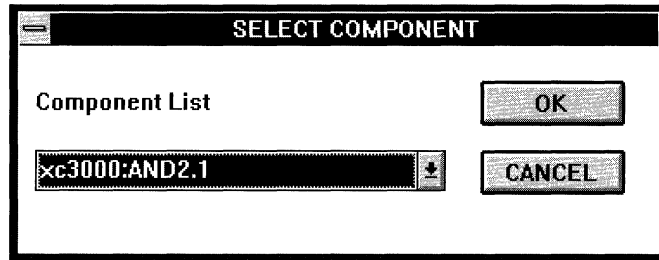 SELECT COMPONENT
Component List
OK
xc3000:AND2.1
CANCEL